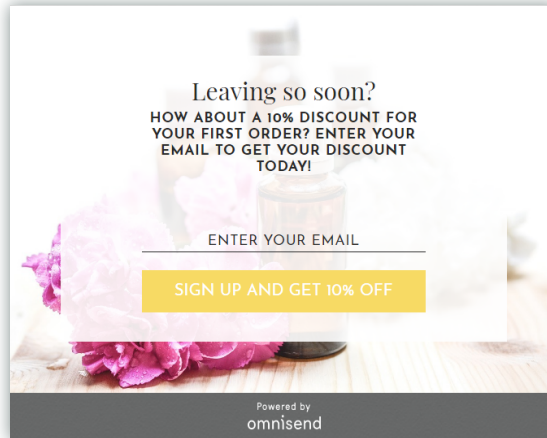 Leaving so soon?
HOW ABOUT A 10% DISCOUNT FOR
YOUR FIRST ORDER? ENTER YOUR
EMAIL TO GET YOUR DISCOUNT
TODAY!
ENTER YOUR EMAIL
SIGN UP AND GET 10% OFF
Powered by
omnisend